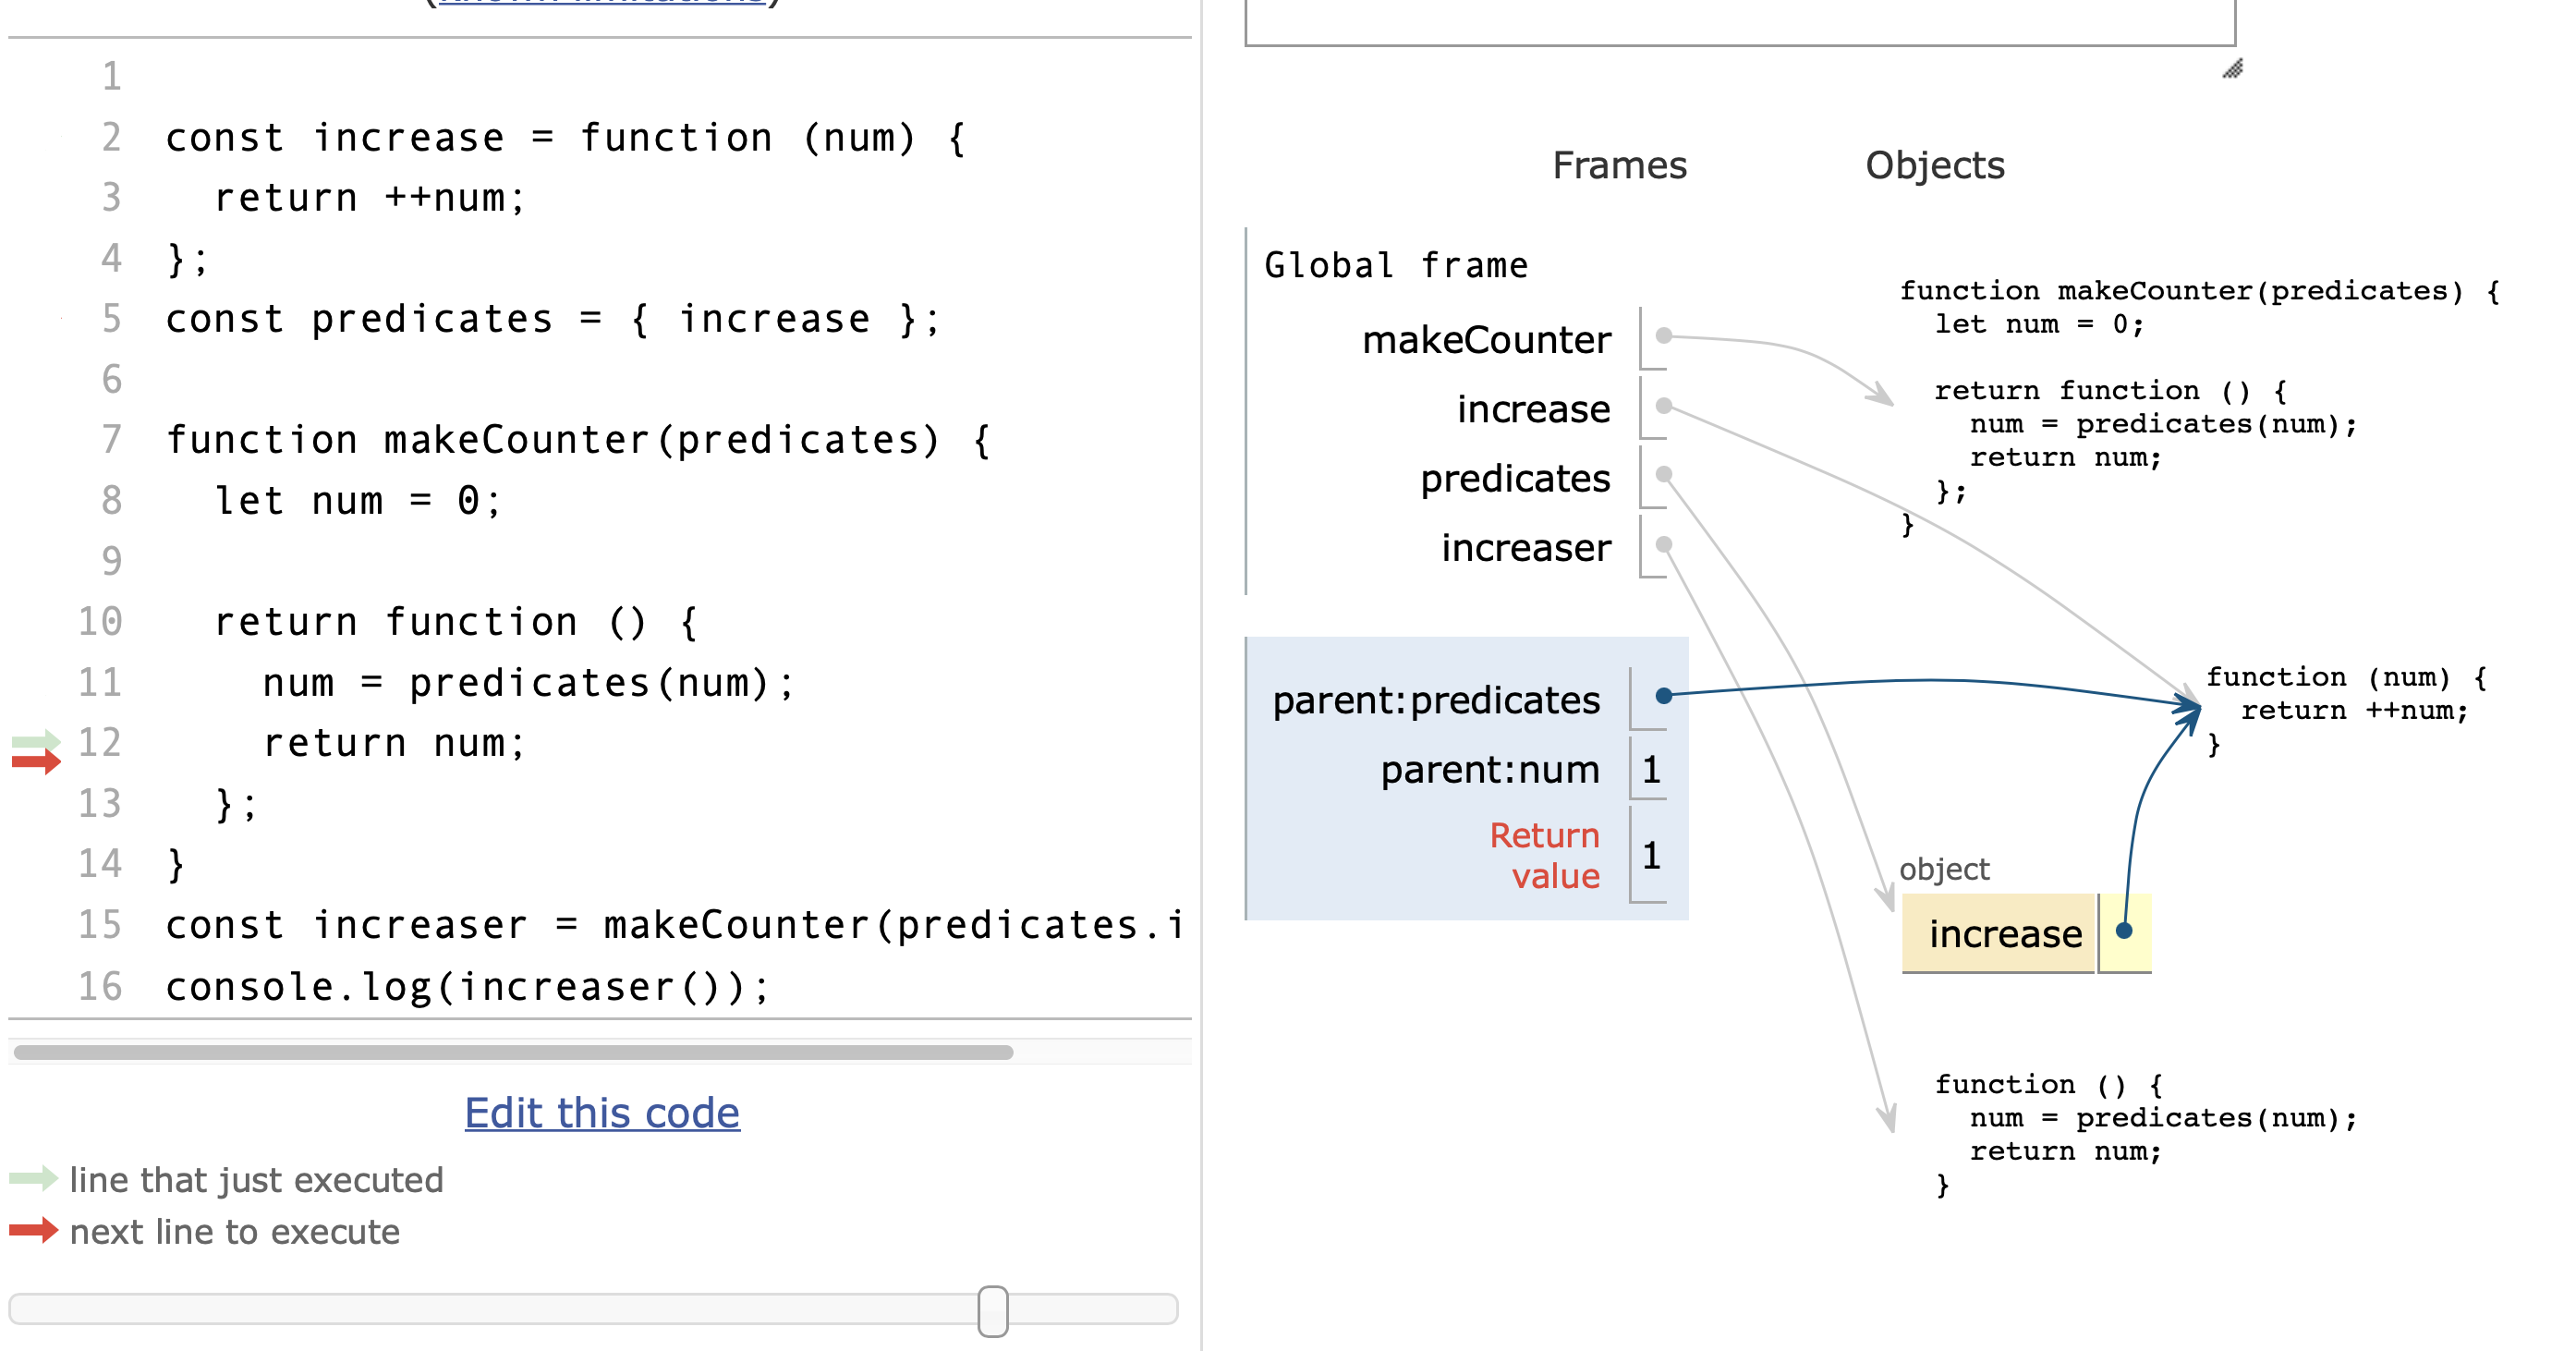 1
2 const increase = function (num) {
3 return ++num;
4 };
5 const predicates = { increase };
6
7 function makeCounter(predicates) {
8 let num = 0;
9
10 return function () {
11 num = predicates(num);
12 return num;
13 };
14 }
15 const increaser = makeCounter(predicates.i
16 console.log(increaser());
Edit this code
line that just executed
next line to execute
Frames
Objects
Global frame
makeCounter
increase
predicates
increaser
parent:predicates
parent:num 1
Return
value 1
function makeCounter(predicates) {
let num = 0;
return function () {
num = predicates(num);
return num;
};
}
function (num) {
return ++num;
}
object
increase
function () {
num = predicates(num);
return num;
}